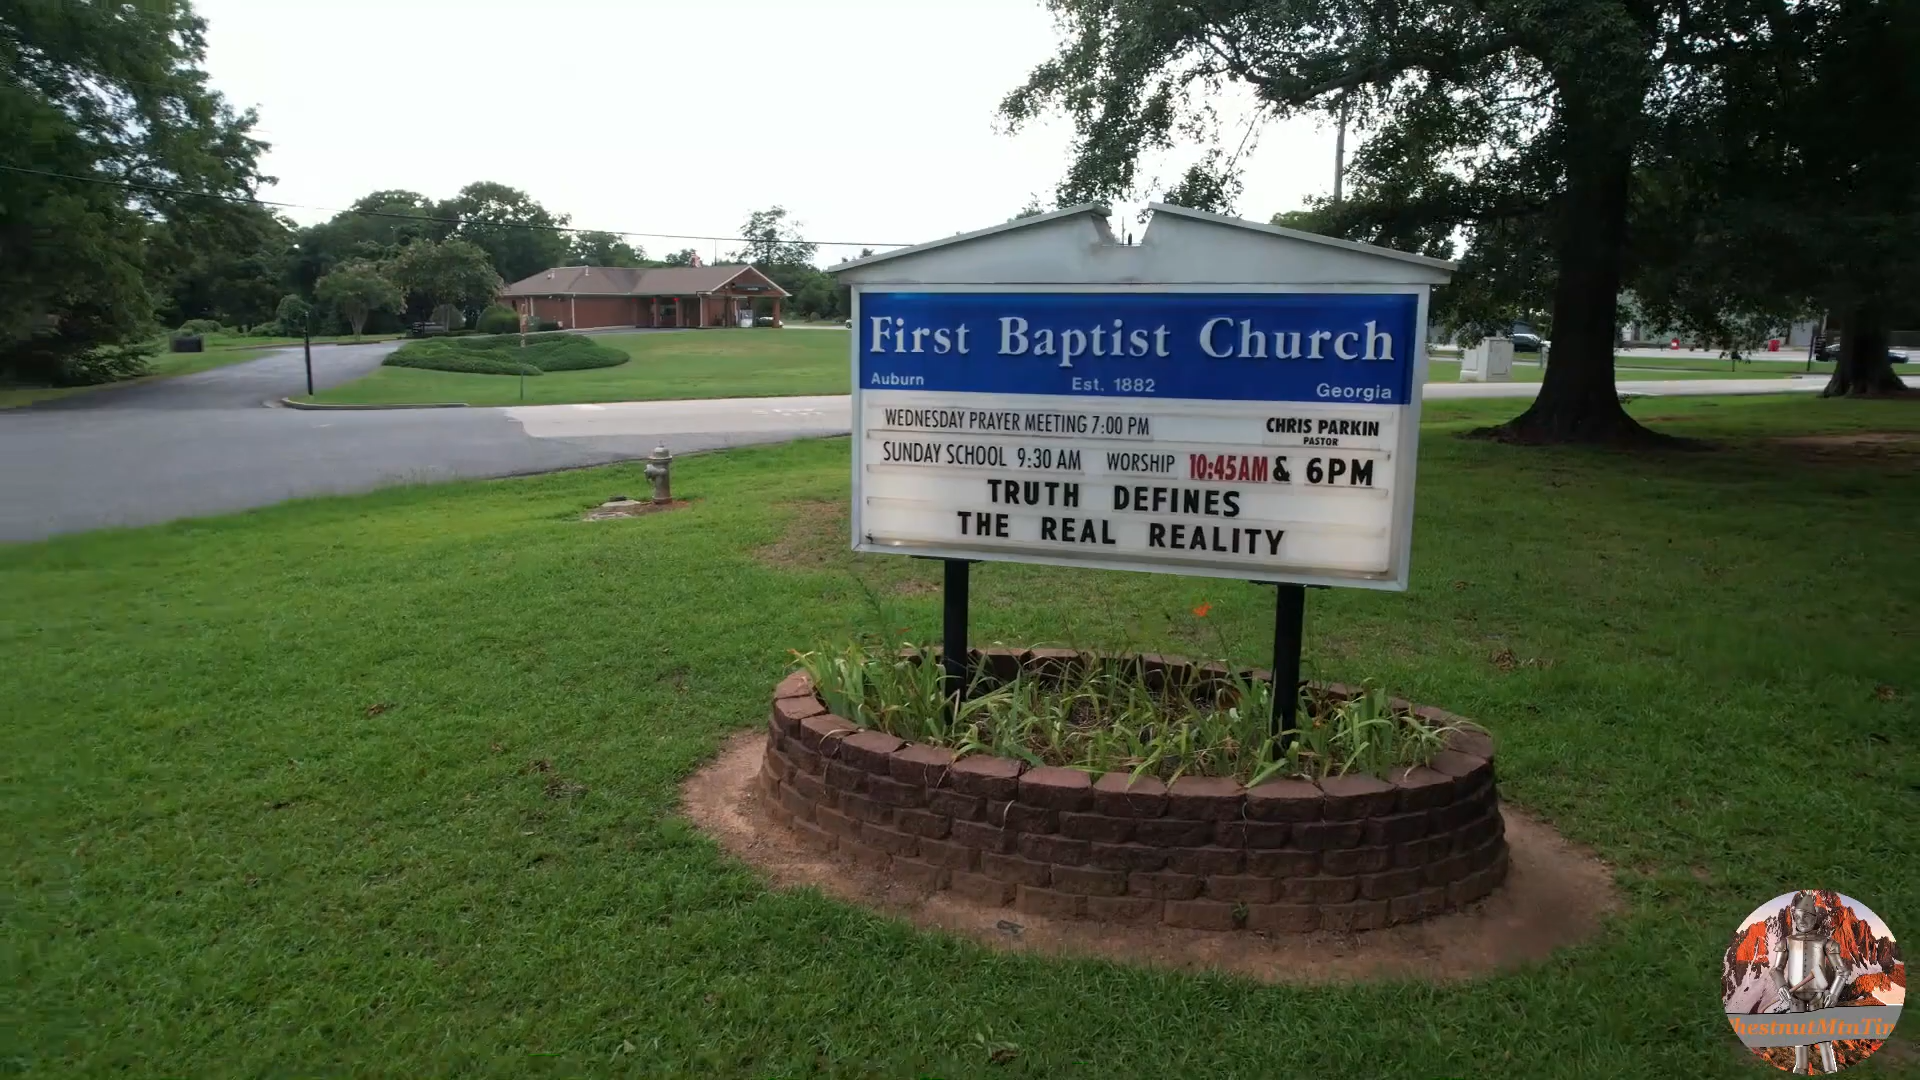 First Baptist Church
Auburn Est. 1882 Georgia
WEDNESDAY PRAYER MEETING 7:00 PM CHRIS PARKIN
PASTOR
SUNDAY SCHOOL 9:30 AM WORSHIP 10:45AM & 6PM
TRUTH DEFINES
THE REAL REALITY
hestnutMtnTin